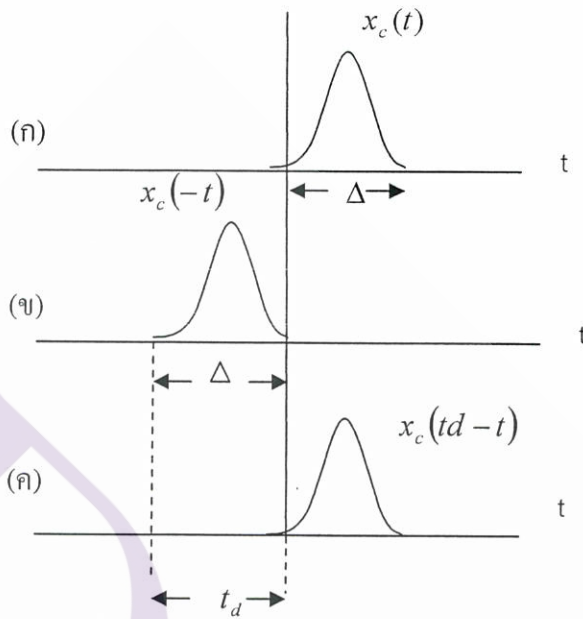 x_c(t)
(ก)
t
Δ
x_c(-t)
(ข)
t
Δ
x_c(td - t)
(ค)
t
t_d